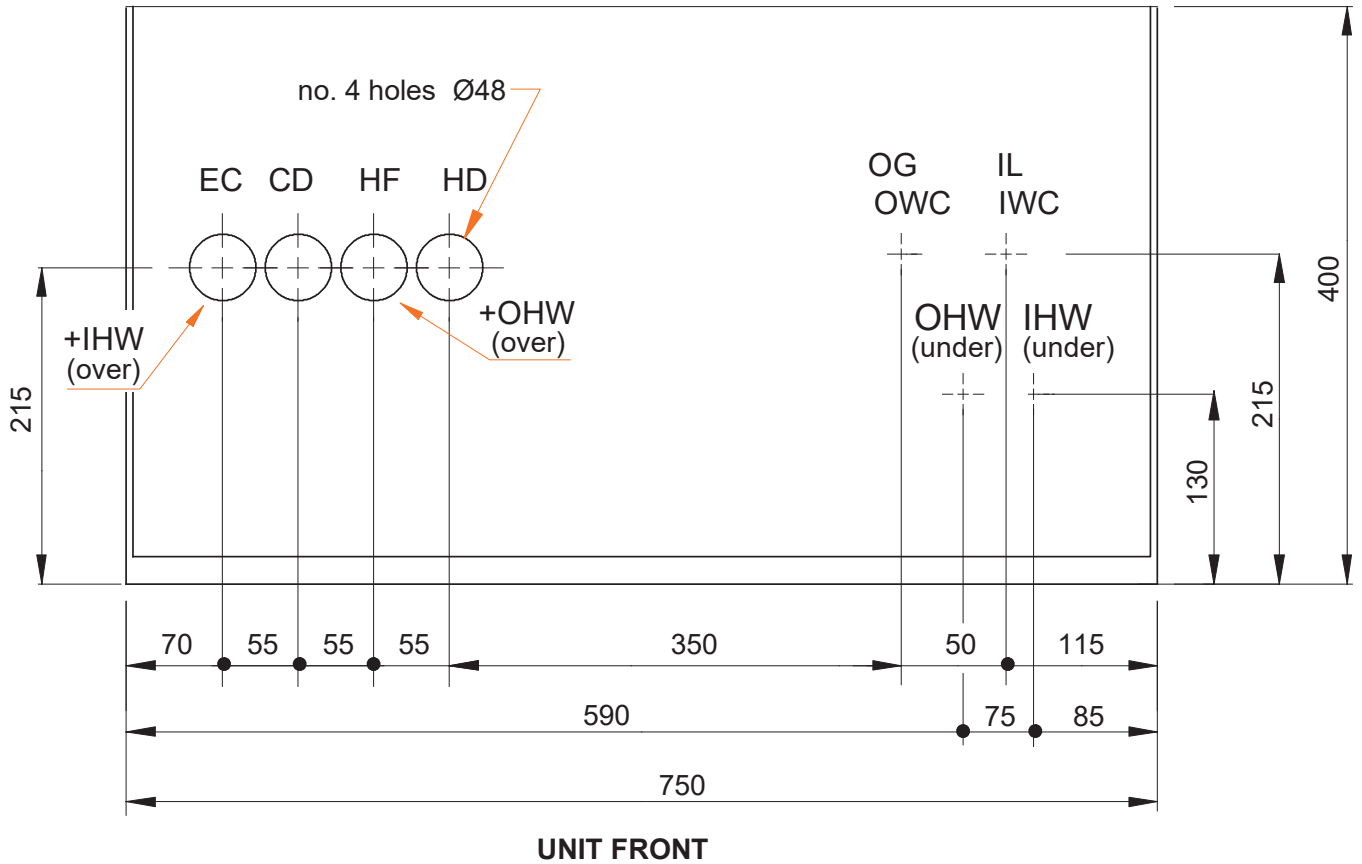 no. 4 holes Ø48
EC CD HF HD
OG IL
OWC IWC
400
+IHW
(over)
+OHW
(over)
OHW IHW
(under) (under)
215
215
130
70 55 55 55 350 50 115
590 75 85
750
UNIT FRONT